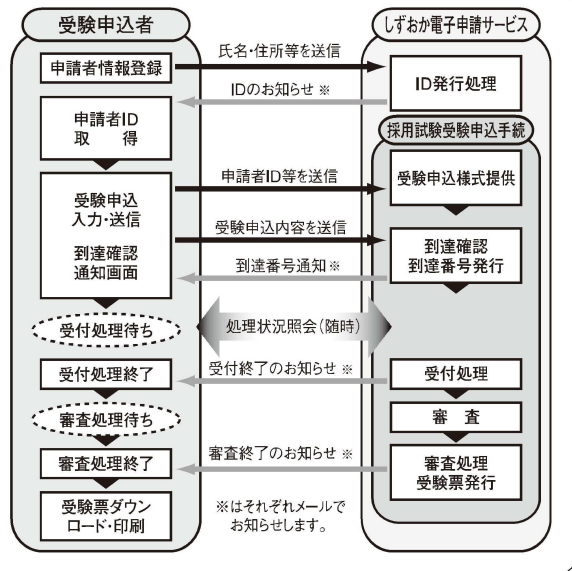 受験申込者
しずおか電子申請サービス
氏名・住所等を送信
申請者情報登録
ID発行処理
IDのお知らせ ※
申請者ID
取　得
採用試験受験申込手続
申請者ID等を送信
受験申込様式提供
受験申込
入力・送信
受験申込内容を送信
到達確認
通知画面
到達確認
到達番号発行
到達番号通知 ※
受付処理待ち
処理状況照会（随時）
受付終了のお知らせ ※
受付処理終了
受付処理
審査処理待ち
審　査
審査終了のお知らせ ※
審査処理終了
審査処理
受験票発行
受験票ダウン
ロード・印刷
※はそれぞれメールで
お知らせします。